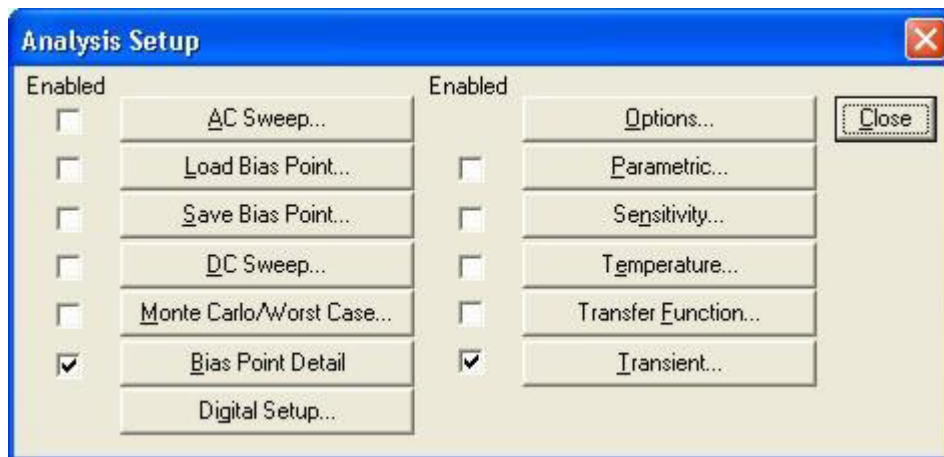 Analysis Setup
Enabled Enabled
AC Sweep... Options... Close
Load Bias Point... Parametric...
Save Bias Point... Sensitivity...
DC Sweep... Temperature...
Monte Carlo/Worst Case... Transfer Function...
Bias Point Detail Transient...
Digital Setup...